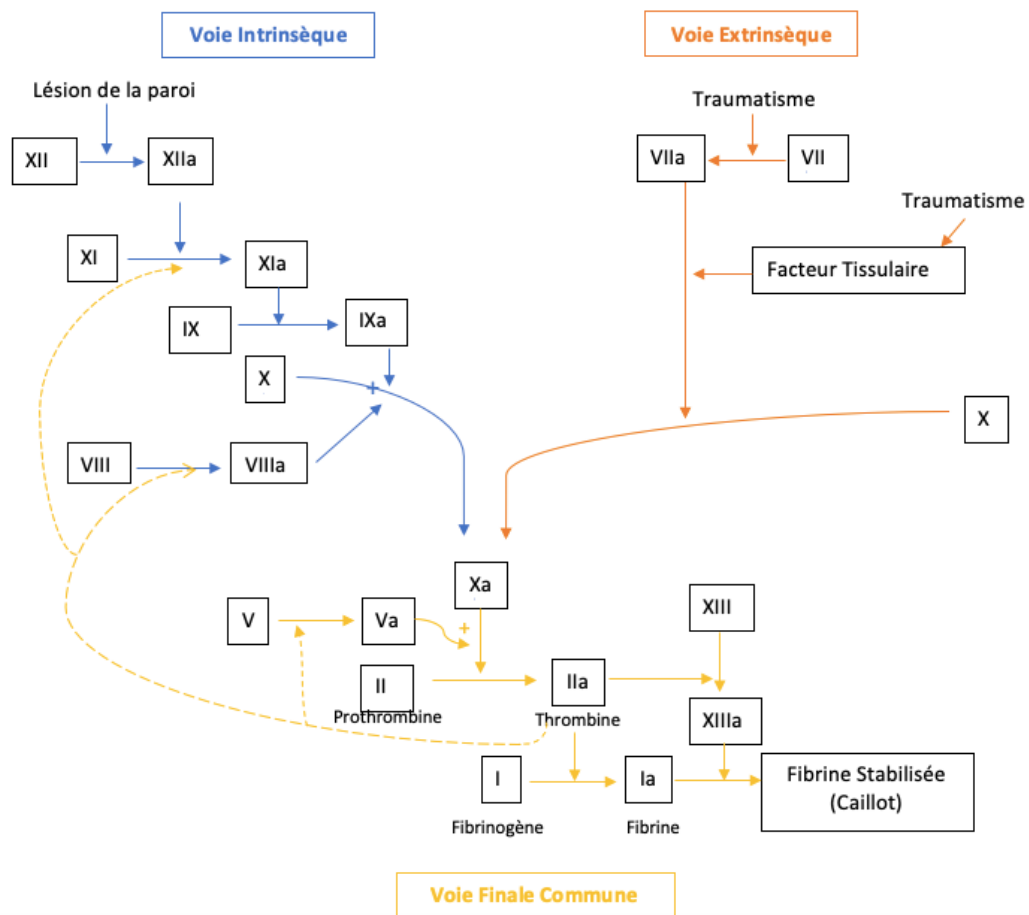 Voie Intrinsèque
Voie Extrinsèque
Lésion de la paroi
Traumatisme
XII
XIIa
VIIa
VII
Traumatisme
XI
XIa
Facteur Tissulaire
IX
IXa
X
+
X
VIII
VIIIa
Xa
XIII
V
Va
+
II
Prothrombine
IIa
Thrombine
XIIIa
I
Fibrinogène
Ia
Fibrine
Fibrine Stabilisée
(Caillot)
Voie Finale Commune